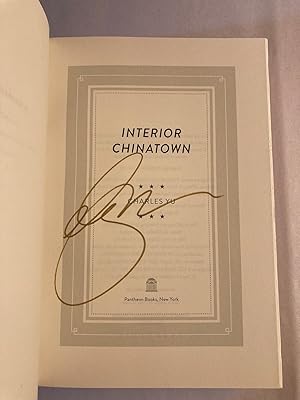 INTERIOR
CHINATOWN
★ ★ ★
CHARLES YU
★ ★ ★
Pantheon Books, New York